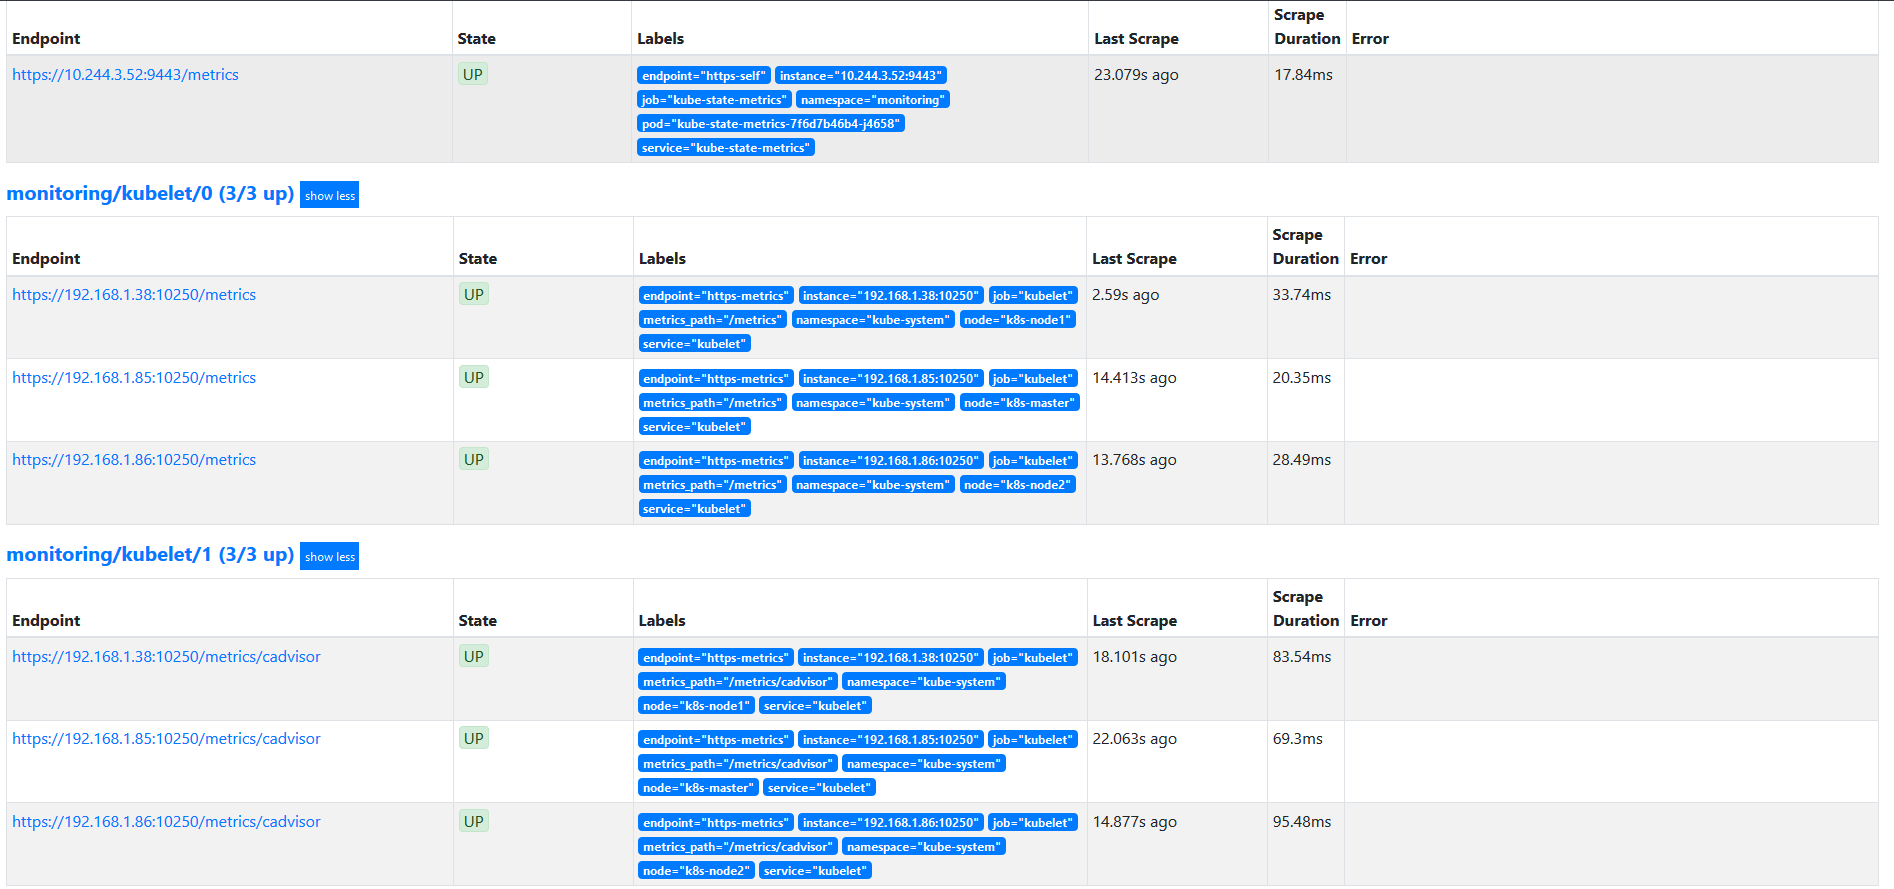 Endpoint State Labels Last Scrape Scrape Duration Error
https://10.244.3.52:9443/metrics UP endpoint="https-self" instance="10.244.3.52:9443" 23.079s ago 17.84ms
job="kube-state-metrics" namespace="monitoring"
pod="kube-state-metrics-7f6d7b46b4-j4658"
service="kube-state-metrics"
monitoring/kubelet/0 (3/3 up) show less
Endpoint State Labels Last Scrape Scrape Duration Error
https://192.168.1.38:10250/metrics UP endpoint="https-metrics" instance="192.168.1.38:10250" job="kubelet" 2.59s ago 33.74ms
metrics_path="/metrics" namespace="kube-system" node="k8s-node1"
service="kubelet"
https://192.168.1.85:10250/metrics UP endpoint="https-metrics" instance="192.168.1.85:10250" job="kubelet" 14.413s ago 20.35ms
metrics_path="/metrics" namespace="kube-system" node="k8s-master"
service="kubelet"
https://192.168.1.86:10250/metrics UP endpoint="https-metrics" instance="192.168.1.86:10250" job="kubelet" 13.768s ago 28.49ms
metrics_path="/metrics" namespace="kube-system" node="k8s-node2"
service="kubelet"
monitoring/kubelet/1 (3/3 up) show less
Endpoint State Labels Last Scrape Scrape Duration Error
https://192.168.1.38:10250/metrics/cadvisor UP endpoint="https-metrics" instance="192.168.1.38:10250" job="kubelet" 18.101s ago 83.54ms
metrics_path="/metrics/cadvisor" namespace="kube-system"
node="k8s-node1" service="kubelet"
https://192.168.1.85:10250/metrics/cadvisor UP endpoint="https-metrics" instance="192.168.1.85:10250" job="kubelet" 22.063s ago 69.3ms
metrics_path="/metrics/cadvisor" namespace="kube-system"
node="k8s-master" service="kubelet"
https://192.168.1.86:10250/metrics/cadvisor UP endpoint="https-metrics" instance="192.168.1.86:10250" job="kubelet" 14.877s ago 95.48ms
metrics_path="/metrics/cadvisor" namespace="kube-system"
node="k8s-node2" service="kubelet"